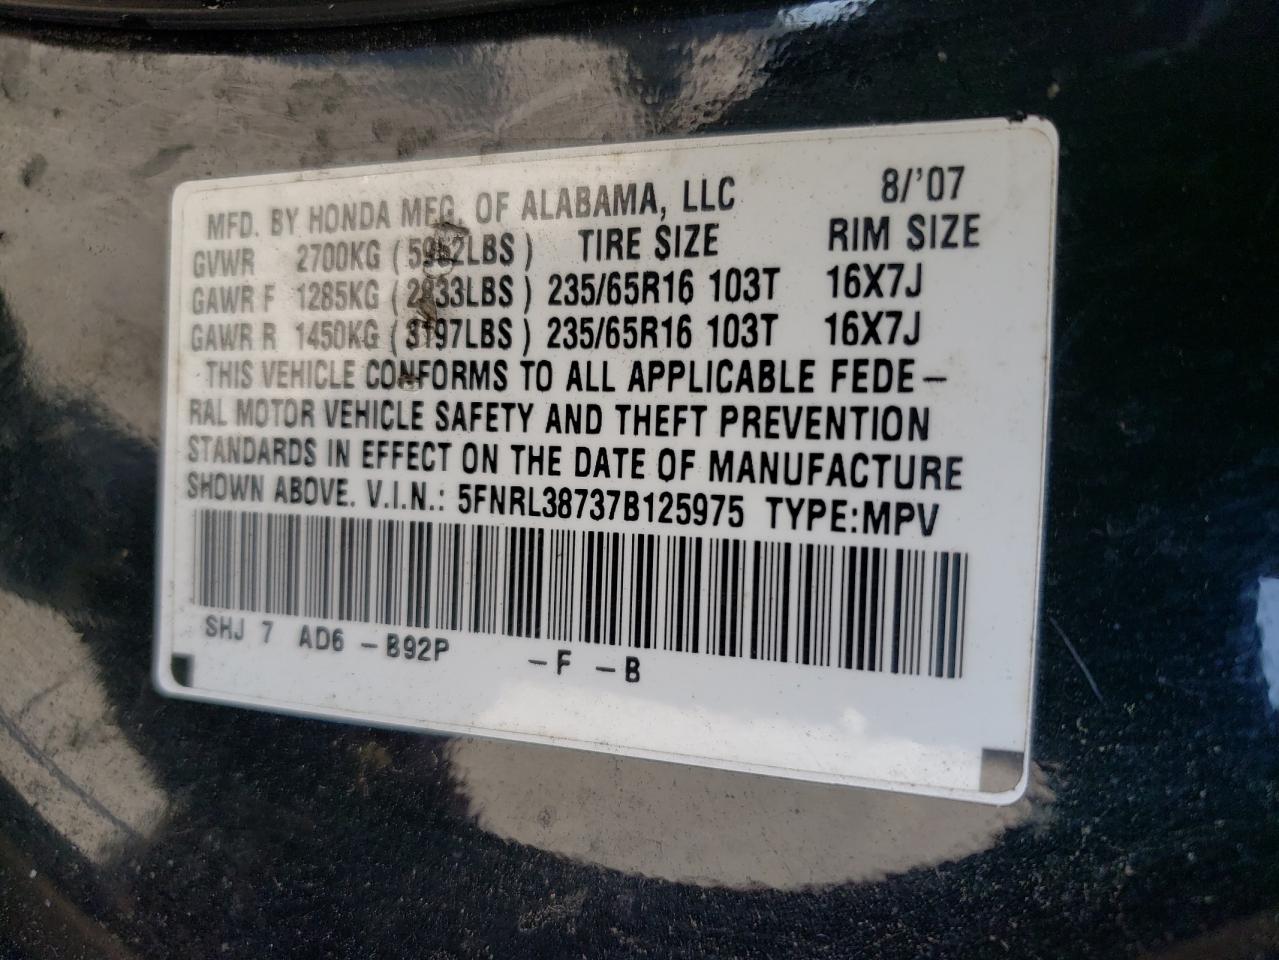 MFD. BY HONDA MFG. OF ALABAMA, LLC 8/'07
GVWR 2700KG (5952LBS) TIRE SIZE RIM SIZE
GAWR F 1285KG (2833LBS) 235/65R16 103T 16X7J
GAWR R 1450KG (3197LBS) 235/65R16 103T 16X7J
THIS VEHICLE CONFORMS TO ALL APPLICABLE FEDE-
RAL MOTOR VEHICLE SAFETY AND THEFT PREVENTION
STANDARDS IN EFFECT ON THE DATE OF MANUFACTURE
SHOWN ABOVE. V.I.N.: 5FNRL38737B125975 TYPE:MPV
SHJ 7 AD6 -B92P -F -B